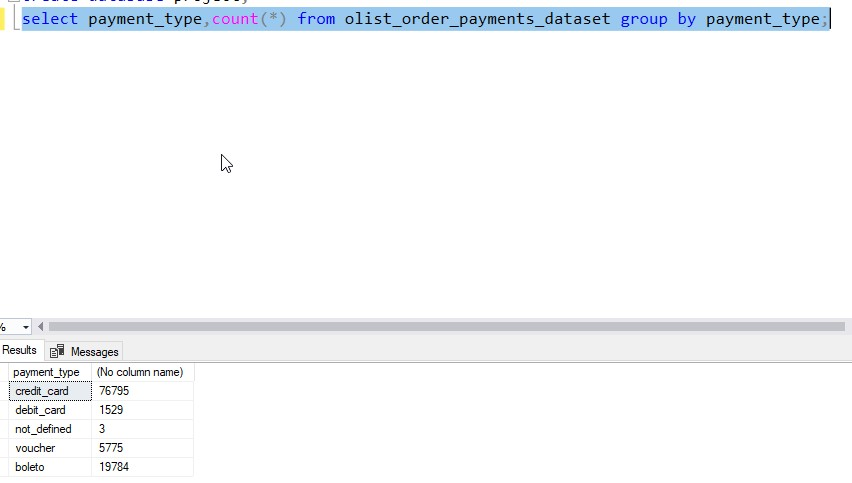 select payment_type,count(*) from olist_order_payments_dataset group by payment_type;
%
Results Messages
payment_type (No column name)
credit_card 76795
debit_card 1529
not_defined 3
voucher 5775
boleto 19784